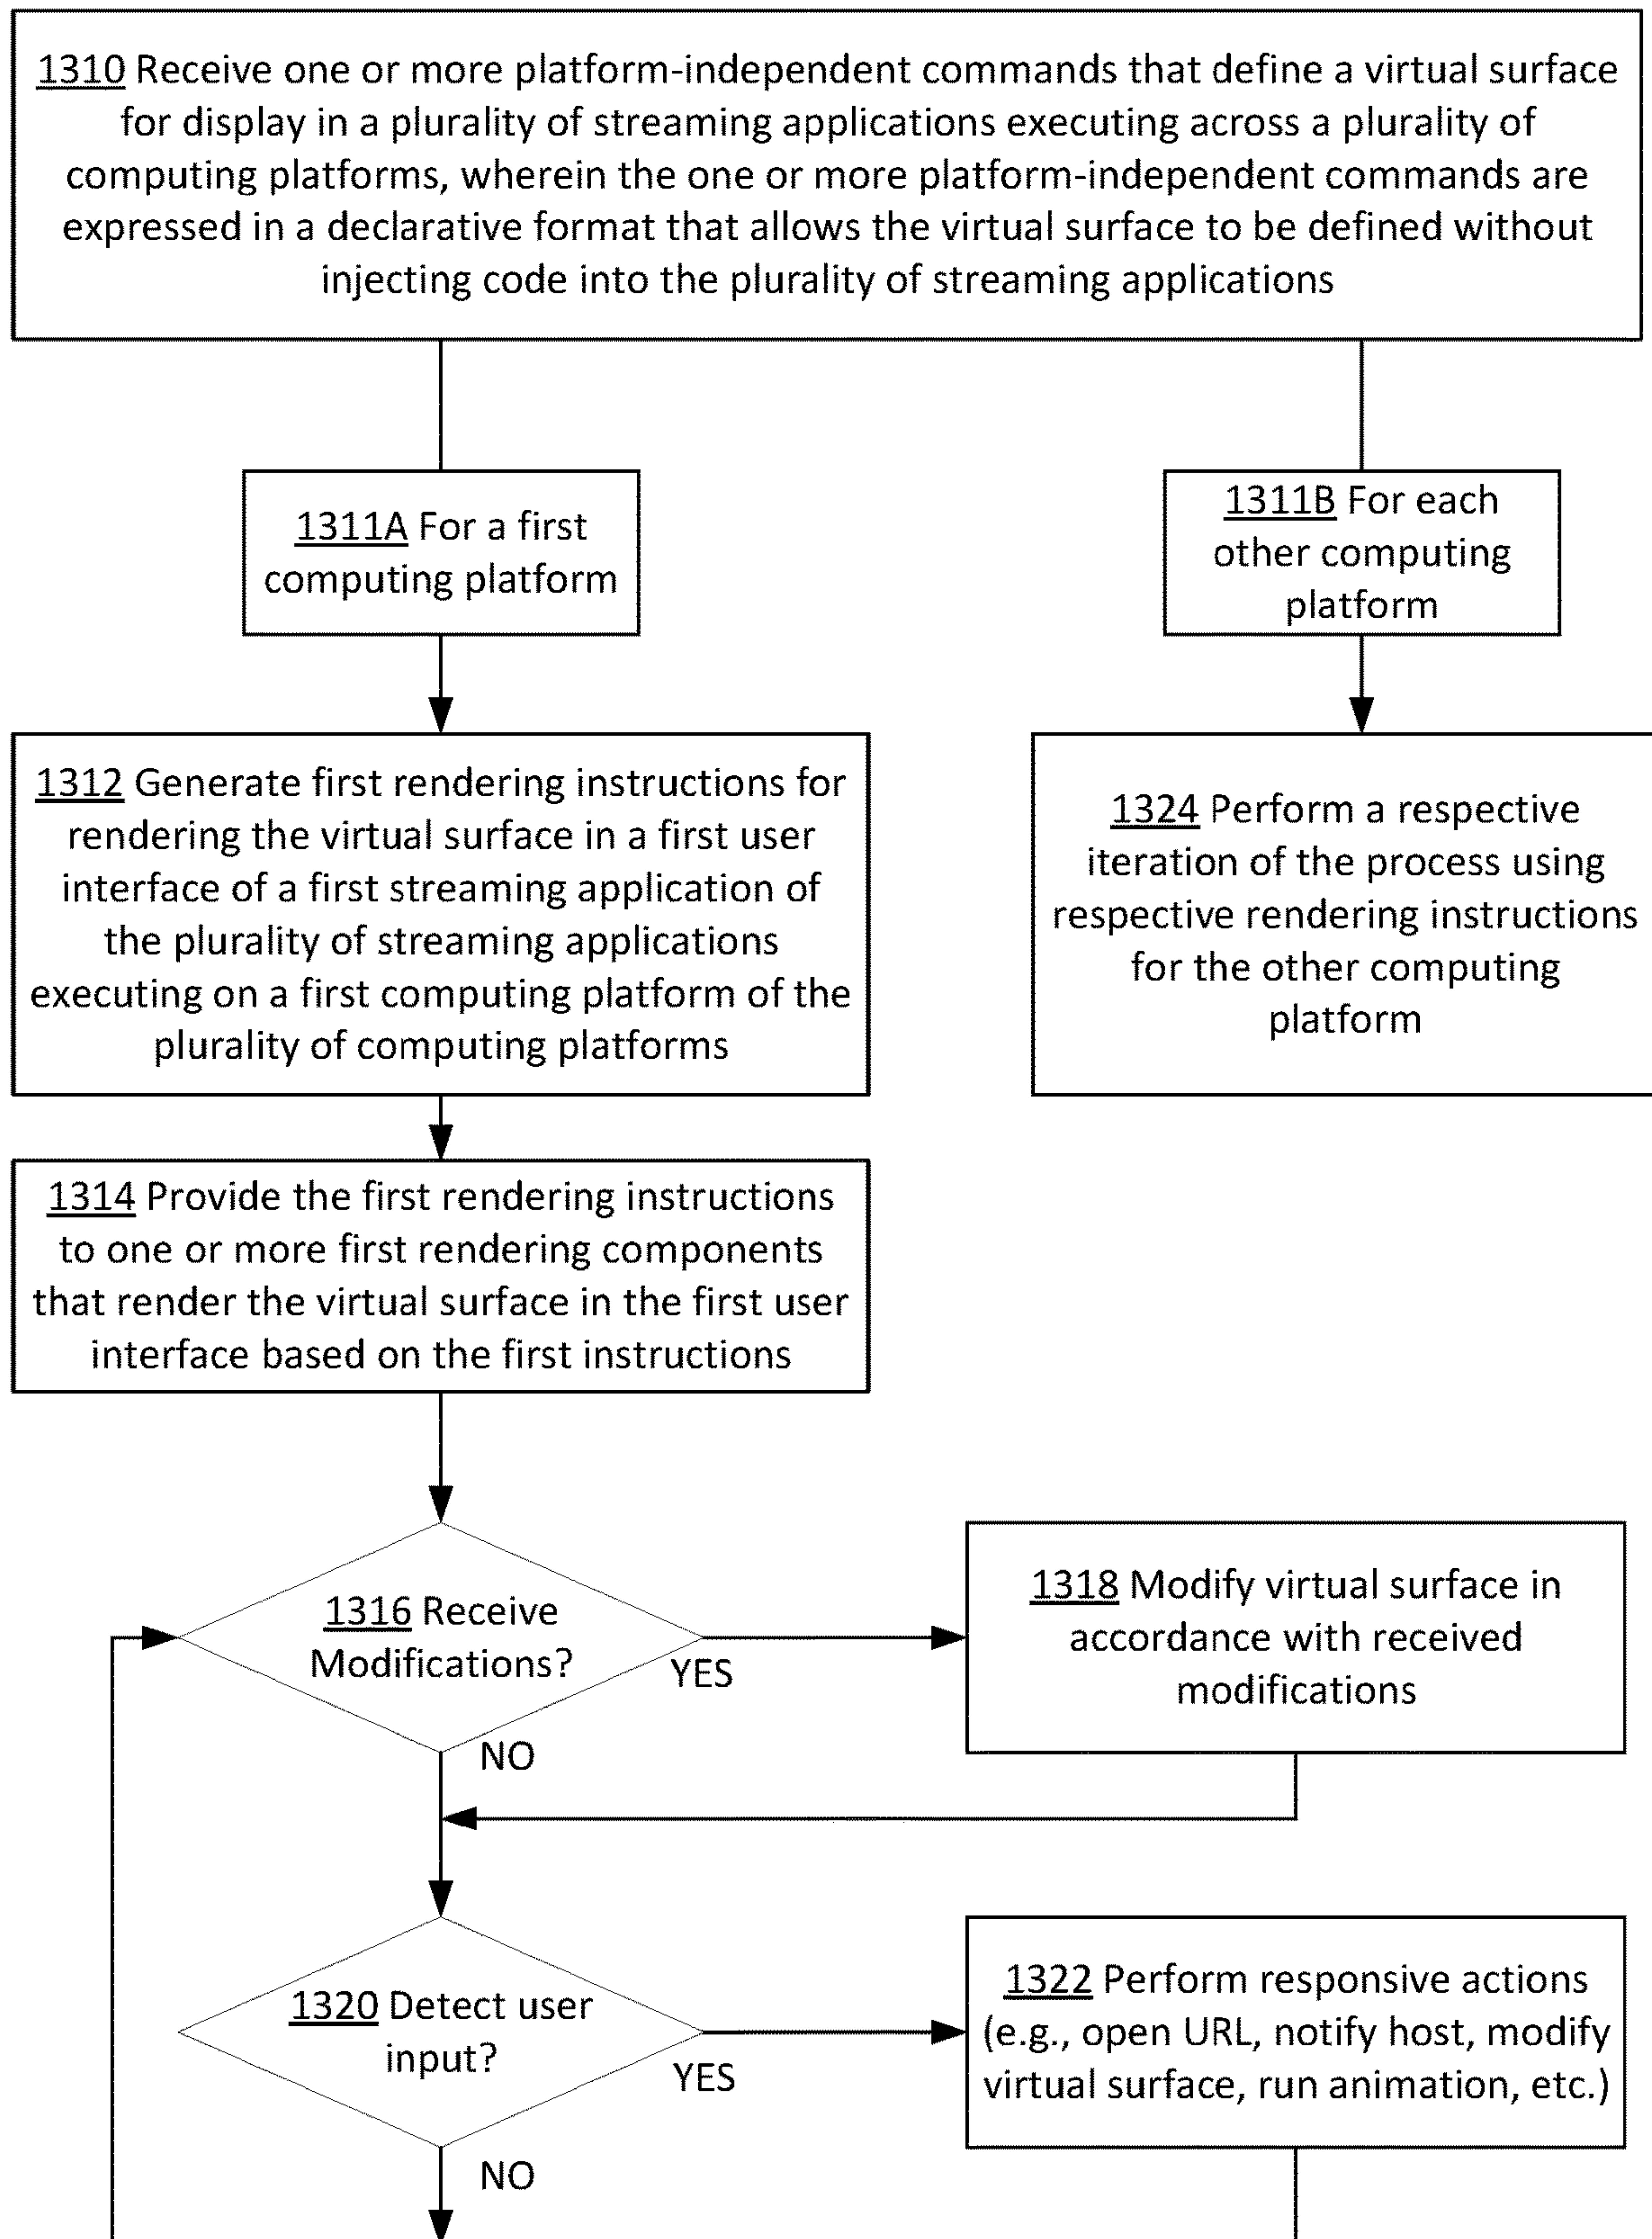 1310 Receive one or more platform-independent commands that define a virtual surface
for display in a plurality of streaming applications executing across a plurality of
computing platforms, wherein the one or more platform-independent commands are
expressed in a declarative format that allows the virtual surface to be defined without
injecting code into the plurality of streaming applications
1311A For a first
computing platform
1311B For each
other computing
platform
1312 Generate first rendering instructions for
rendering the virtual surface in a first user
interface of a first streaming application of
the plurality of streaming applications
executing on a first computing platform of the
plurality of computing platforms
1324 Perform a respective
iteration of the process using
respective rendering instructions
for the other computing
platform
1314 Provide the first rendering instructions
to one or more first rendering components
that render the virtual surface in the first user
interface based on the first instructions
1316 Receive
Modifications?
YES
NO
1318 Modify virtual surface in
accordance with received
modifications
1320 Detect user
input?
YES
NO
1322 Perform responsive actions
(e.g., open URL, notify host, modify
virtual surface, run animation, etc.)